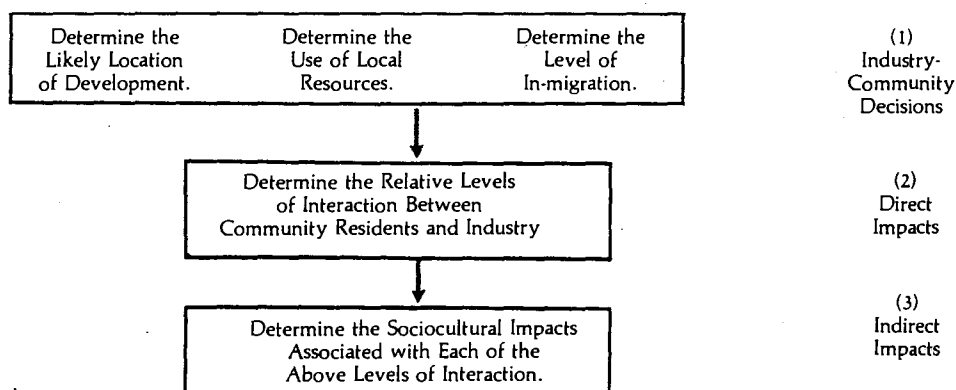 Determine the
Likely Location
of Development.
Determine the
Use of Local
Resources.
Determine the
Level of
In-migration.
(1)
Industry-
Community
Decisions
Determine the Relative Levels
of Interaction Between
Community Residents and Industry
(2)
Direct
Impacts
Determine the Sociocultural Impacts
Associated with Each of the
Above Levels of Interaction.
(3)
Indirect
Impacts